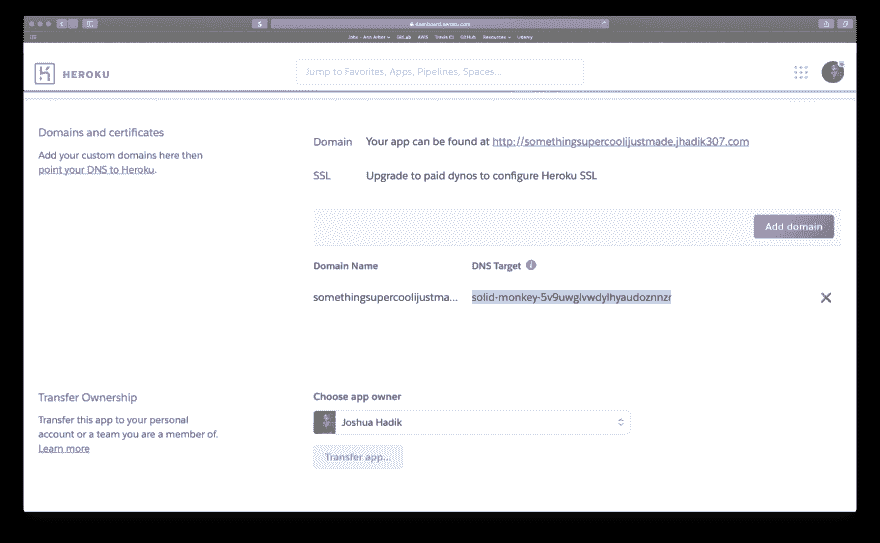 dashboard.heroku.com
Jobs - Ann Arbor GitLab AWS Travis CI GitHub Resources Udemy
HEROKU
Jump to Favorites, Apps, Pipelines, Spaces...
Domains and certificates
Add your custom domains here then
point your DNS to Heroku.
Domain Your app can be found at http://somethingsupercoolijustmade.jhadik307.com
SSL Upgrade to paid dynos to configure Heroku SSL
Add domain
Domain Name DNS Target
somethingsupercoolijustma... solid-monkey-5v9uwglvwdylhyaudoznnzr
Transfer Ownership
Transfer this app to your personal
account or a team you are a member of.
Learn more
Choose app owner
Joshua Hadik
Transfer app...